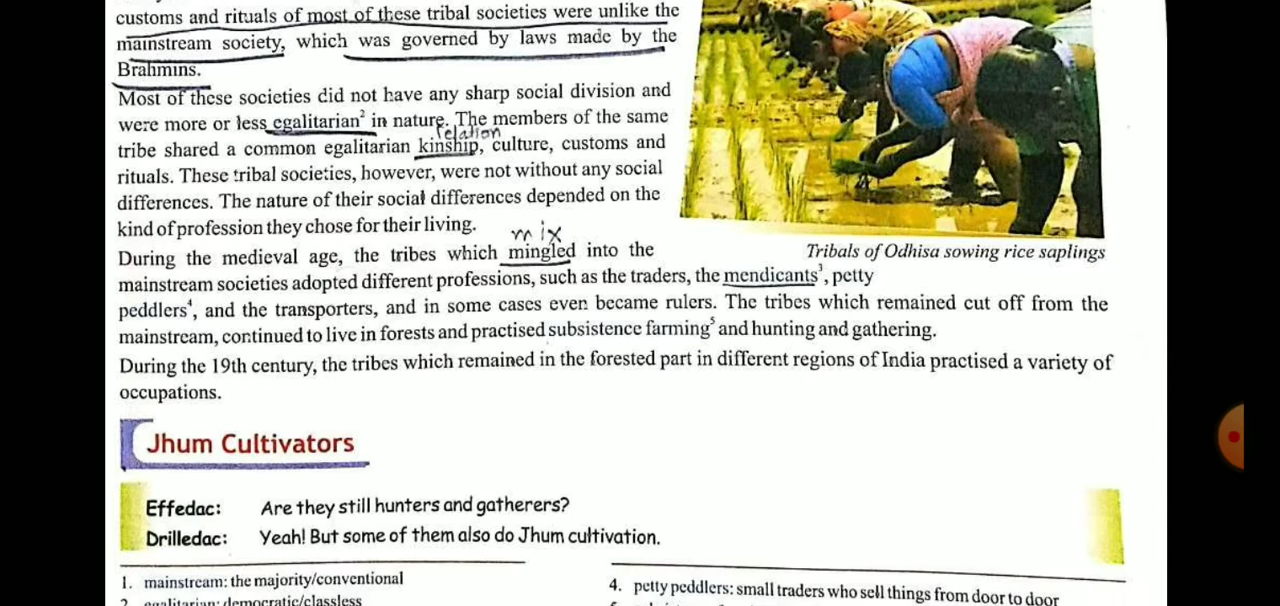 customs and rituals of most of these tribal societies were unlike the
mainstream society, which was governed by laws made by the
Brahmins.
Most of these societies did not have any sharp social division and
were more or less egalitarian² in nature. The members of the same
relation
tribe shared a common egalitarian kinship, culture, customs and
rituals. These tribal societies, however, were not without any social
differences. The nature of their social differences depended on the
kind of profession they chose for their living.
mix
During the medieval age, the tribes which mingled into the
Tribals of Odhisa sowing rice saplings
mainstream societies adopted different professions, such as the traders, the mendicants³, petty
peddlers⁴, and the transporters, and in some cases even became rulers. The tribes which remained cut off from the
mainstream, continued to live in forests and practised subsistence farming⁵ and hunting and gathering.
During the 19th century, the tribes which remained in the forested part in different regions of India practised a variety of
occupations.
Jhum Cultivators
Effedac: Are they still hunters and gatherers?
Drilledac: Yeah! But some of them also do Jhum cultivation.
1. mainstream: the majority/conventional
2. egalitarian: democratic/classless
4. petty peddlers: small traders who sell things from door to door